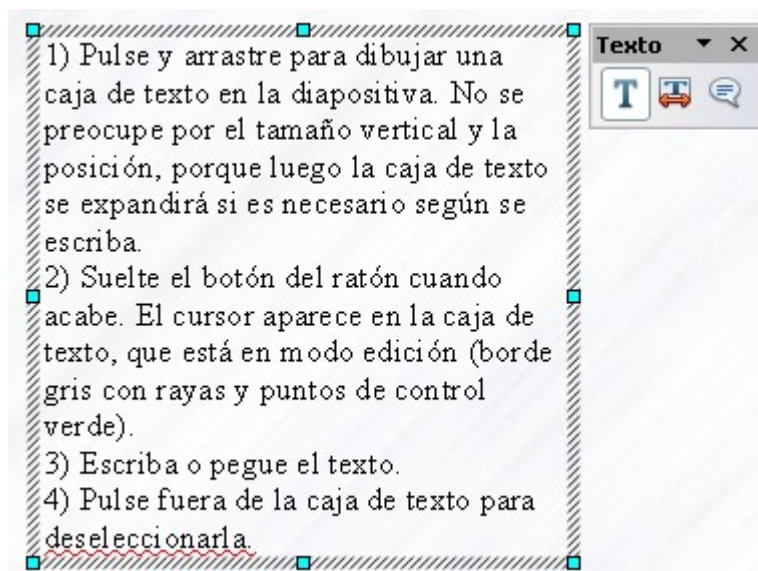 1) Pulse y arrastre para dibujar una
caja de texto en la diapositiva. No se
preocupe por el tamaño vertical y la
posición, porque luego la caja de texto
se expandirá si es necesario según se
escriba.
2) Suelte el botón del ratón cuando
acabe. El cursor aparece en la caja de
texto, que está en modo edición (borde
gris con rayas y puntos de control
verde).
3) Escriba o pegue el texto.
4) Pulse fuera de la caja de texto para
deseleccionarla.
Texto
T T